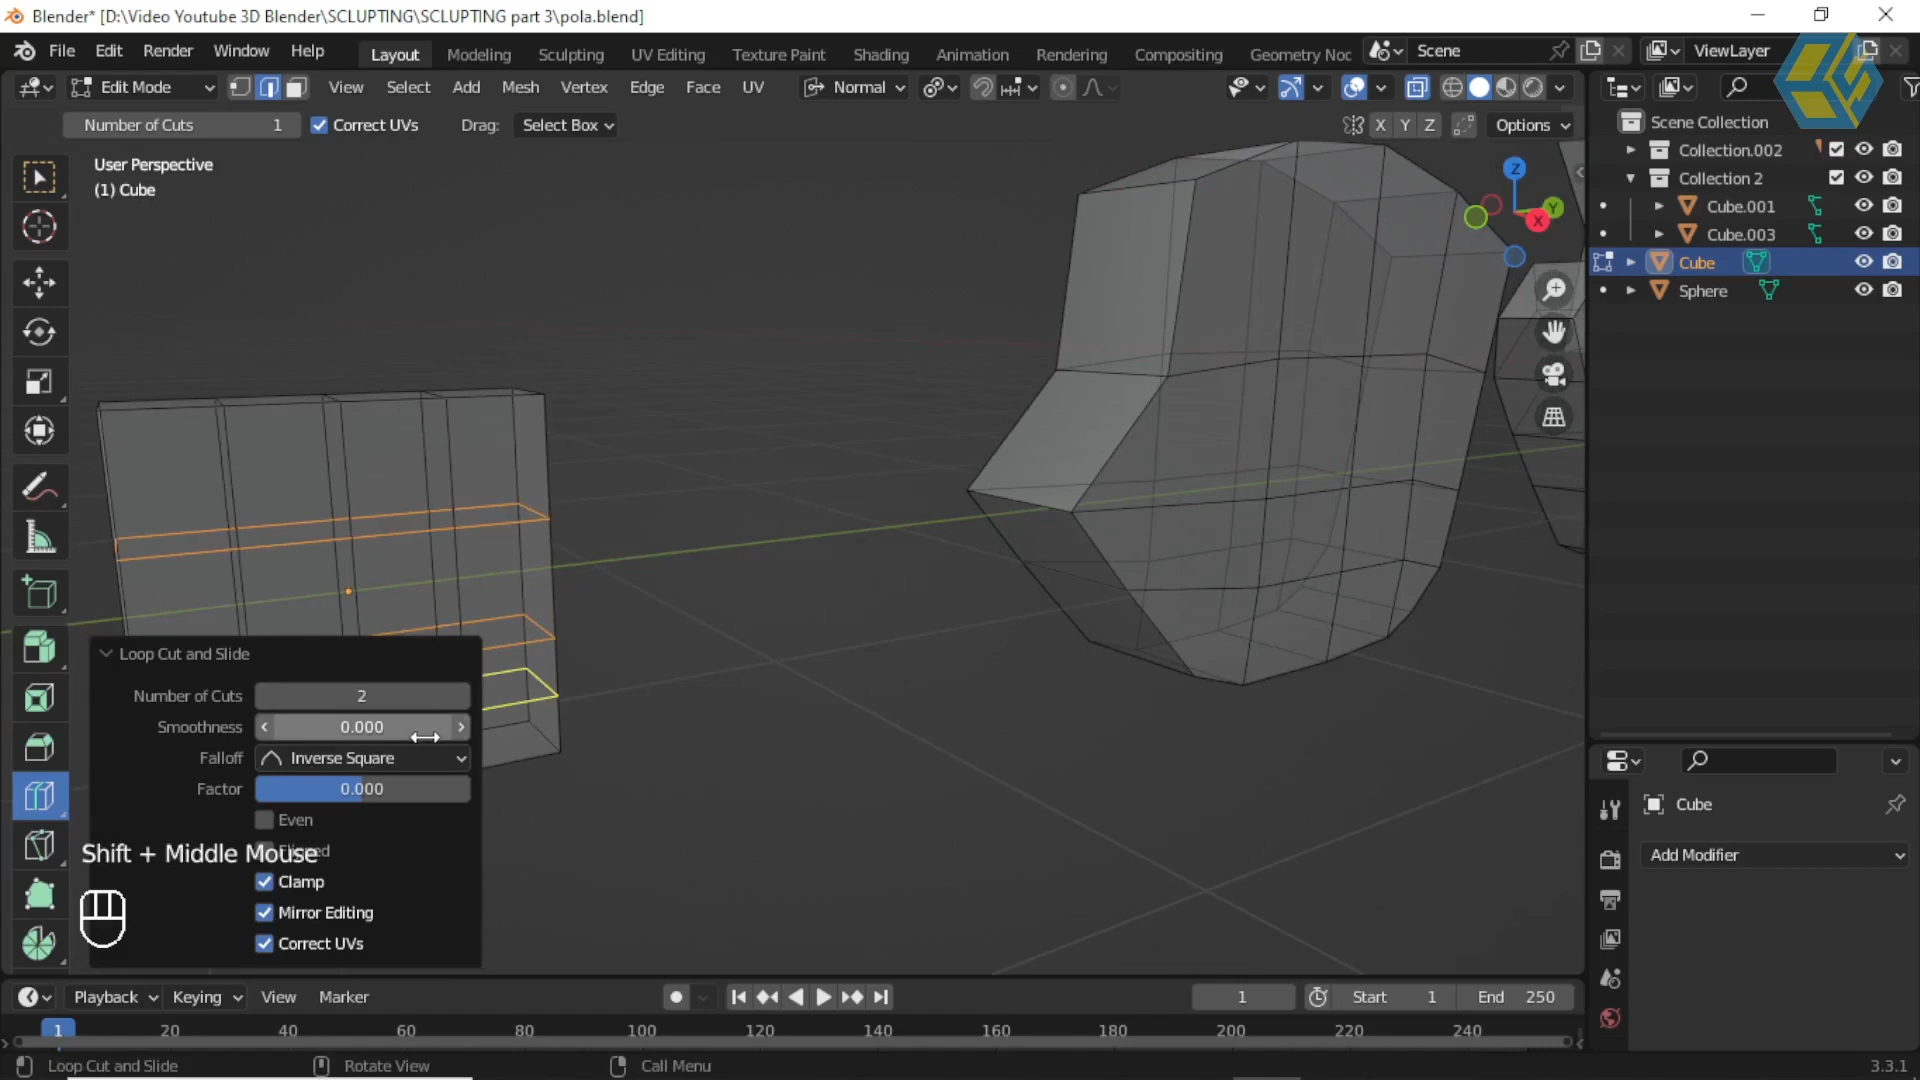 Blender* [D:\Video Youtube 3D Blender\SCLUPTING\SCLUPTING part 3\pola.blend]
File Edit Render Window Help Layout Modeling Sculpting UV Editing Texture Paint Shading Animation Rendering Compositing Geometry Noc Scene ViewLayer
Edit Mode View Select Add Mesh Vertex Edge Face UV Normal
Number of Cuts 1 Correct UVs Drag: Select Box X Y Z Options
User Perspective
(1) Cube
Z
Y
X
Scene Collection
Collection.002
Collection 2
Cube.001
Cube.003
Cube
Sphere
Loop Cut and Slide
Number of Cuts 2
Smoothness 0.000
Falloff Inverse Square
Factor 0.000
Even
Shift + Middle Mouse
Clamp
Mirror Editing
Correct UVs
Cube
Add Modifier
Playback Keying View Marker 1 Start 1 End 250
1 20 40 60 80 100 120 140 160 180 200 220 240
Loop Cut and Slide Rotate View Call Menu 3.3.1